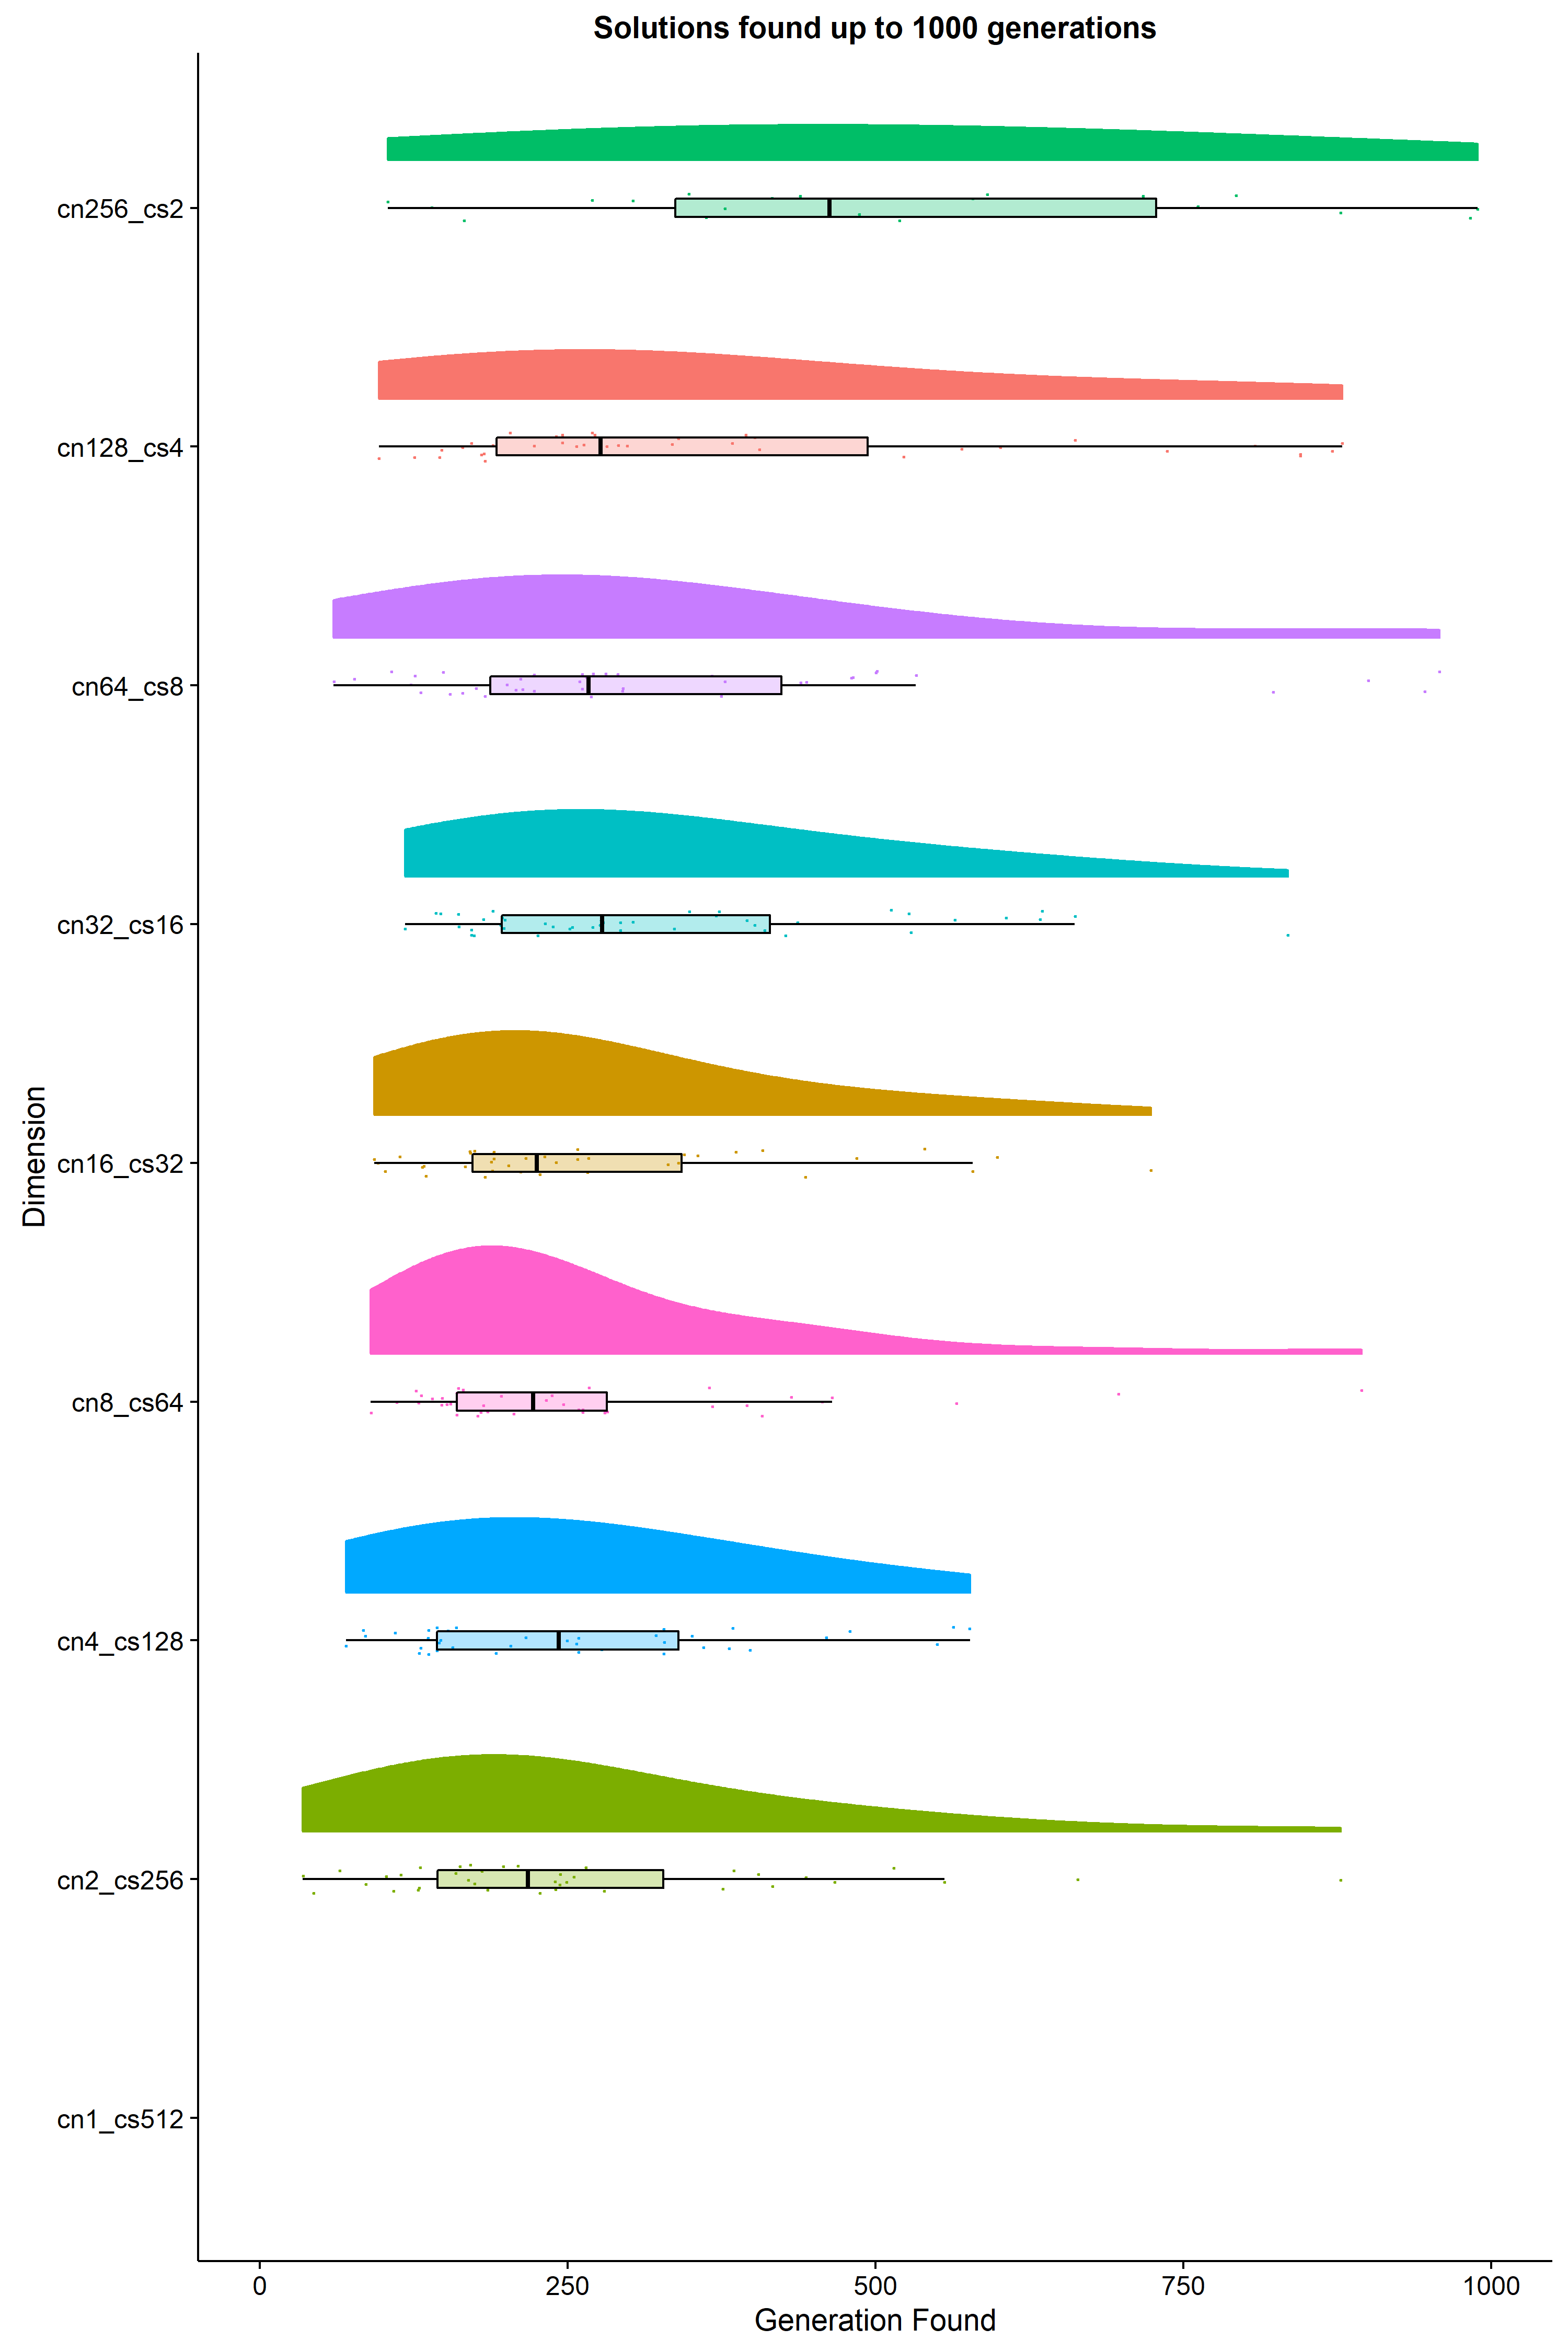 Solutions found up to 1000 generations
cn256_cs2
cn128_cs4
cn64_cs8
cn32_cs16
cn16_cs32
Dimension
cn8_cs64
cn4_cs128
cn2_cs256
cn1_cs512
0 250 500 750 1000
Generation Found